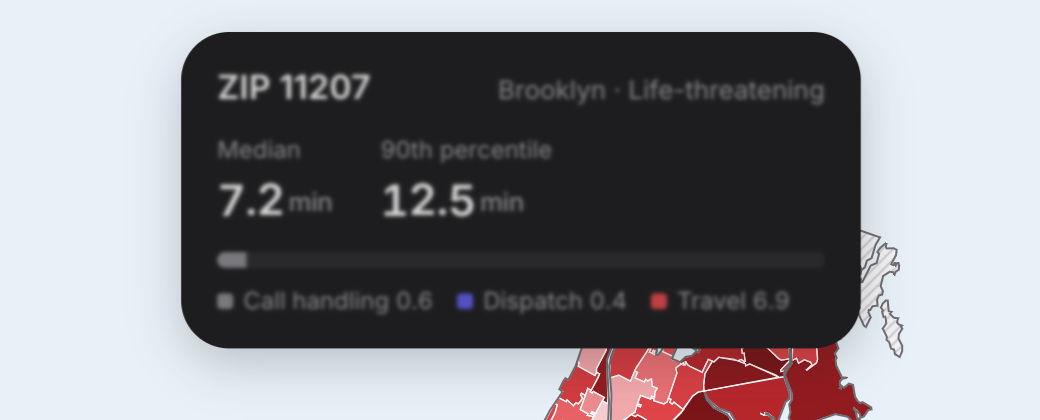 ZIP 11207 Brooklyn · Life-threatening
Median 90th percentile
7.2 min 12.5 min
Call handling 0.6 Dispatch 0.4 Travel 6.9